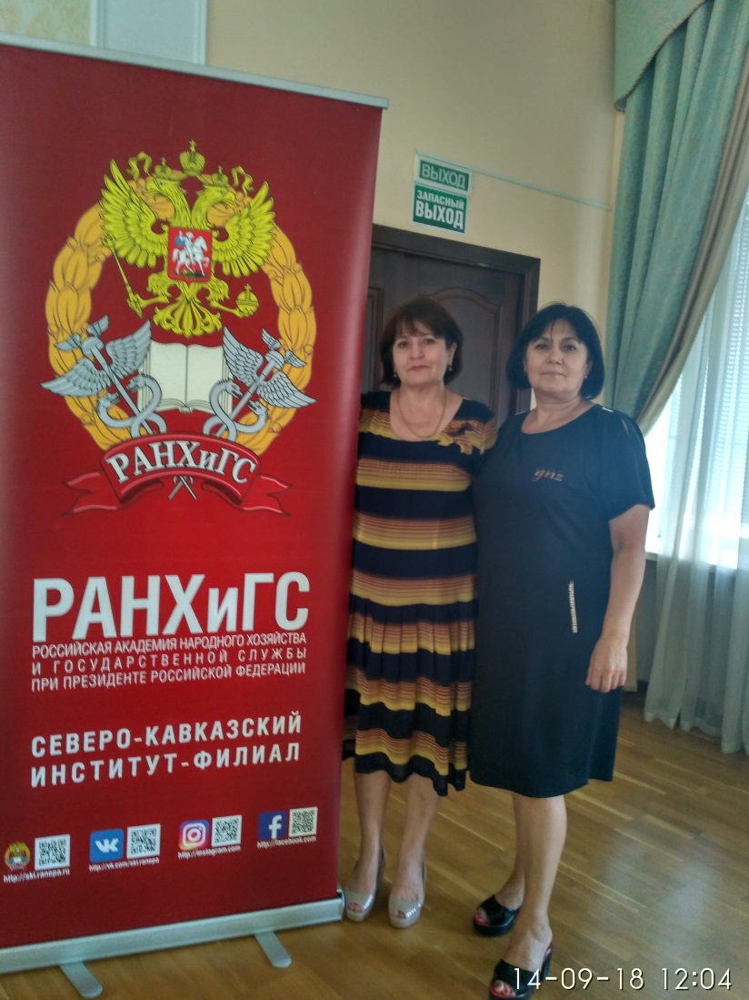 ВЫХОД
ЗАПАСНЫЙ
ВЫХОД
РАНХиГС
РАНХиГС
РОССИЙСКАЯ АКАДЕМИЯ НАРОДНОГО ХОЗЯЙСТВА
И ГОСУДАРСТВЕННОЙ СЛУЖБЫ
ПРИ ПРЕЗИДЕНТЕ РОССИЙСКОЙ ФЕДЕРАЦИИ
СЕВЕРО-КАВКАЗСКИЙ
ИНСТИТУТ-ФИЛИАЛ
http://ski.ranepa.ru
http://vk.com/ski.ranepa
http://instagram.com
http://facebook.com
gnz
14-09-18 12:04